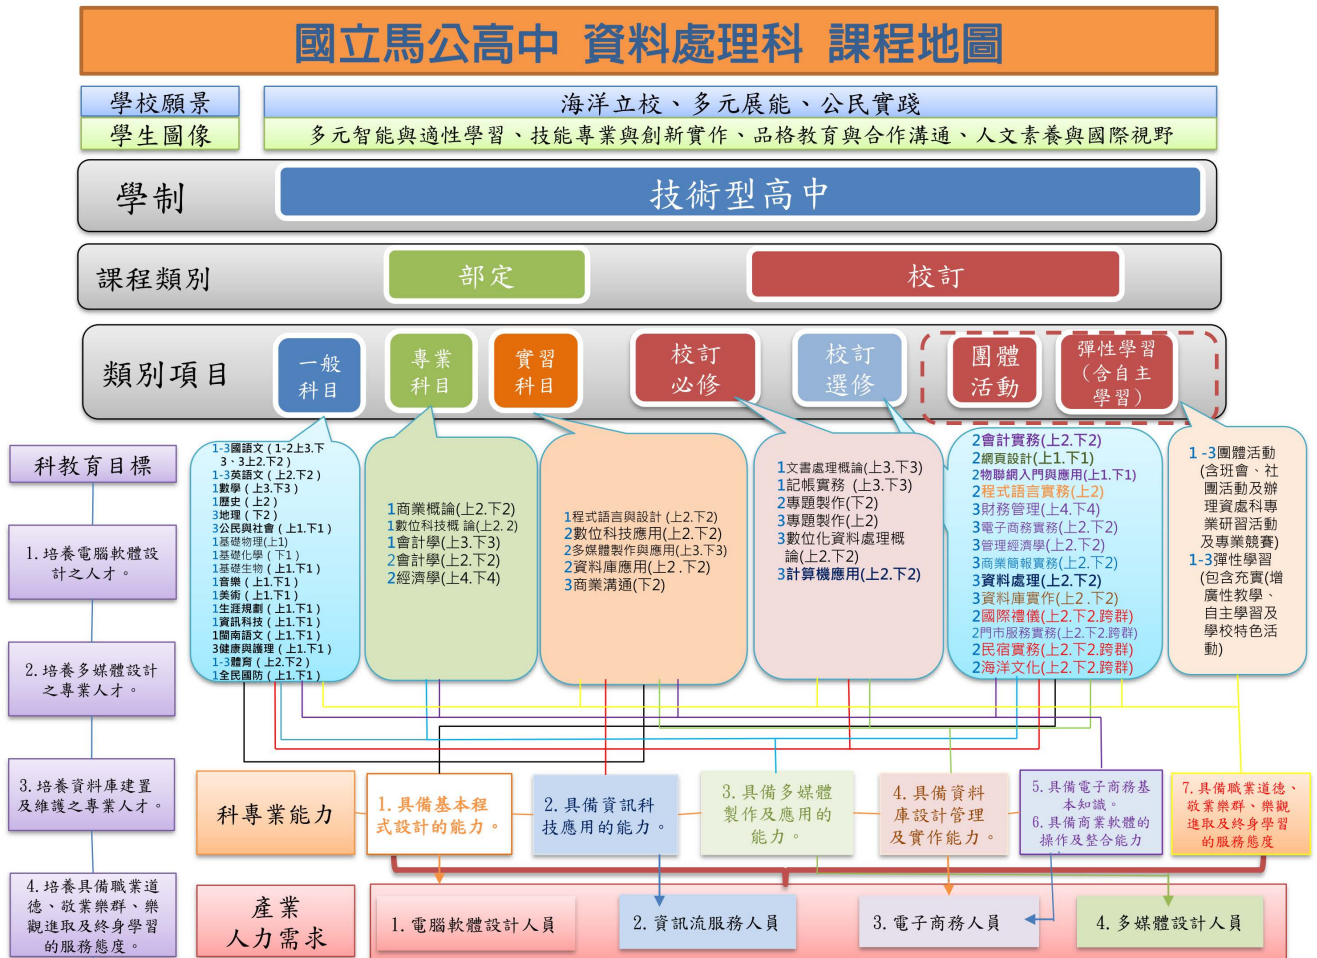 國立馬公高中 資料處理科 課程地圖
學校願景
海洋立校、多元展能、公民實踐
學生圖像
多元智能與適性學習、技能專業與創新實作、品格教育與合作溝通、人文素養與國際視野
學制
技術型高中
課程類別
部定
校訂
類別項目
一般
科目
專業
科目
實習
科目
校訂
必修
校訂
選修
團體
活動
彈性學習
(含自主
學習)
1-3國語文(1-2上3.下
3、3上2.下2)
1-3英語文(上2.下2)
1數學(上3.下3)
1歷史(上2)
3地理(下2)
3公民與社會(上1.下1)
1基礎物理(上1)
1基礎化學(下1)
1基礎生物(上1.下1)
1音樂(上1.下1)
1美術(上1.下1)
1生涯規劃(上1.下1)
1資訊科技(上1.下1)
1閩南語文(上1.下1)
3健康與護理(上1.下1)
1-3體育(上2.下2)
1全民國防(上1.下1)
1商業概論(上2.下2)
1數位科技概 論(上2. 2)
1會計學(上3.下3)
2會計學(上2.下2)
2經濟學(上4.下4)
1程式語言與設計(上2.下2)
2數位科技應用(上2.下2)
2多媒體製作與應用(上3.下3)
2資料庫應用(上2 .下2)
3商業溝通(下2)
1文書處理概論(上3.下3)
1記帳實務 (上3.下3)
2專題製作(下2)
3專題製作(上2)
3數位化資料處理概
論(上2.下2)
3計算機應用(上2.下2)
2會計實務(上2.下2)
2網頁設計(上1.下1)
2物聯網入門與應用(上1.下1)
2程式語言實務(上2)
3財務管理(上4.下4)
3電子商務實務(上2.下2)
3管理經濟學(上2.下2)
3商業簡報實務(上2.下2)
3資料處理(上2.下2)
3資料庫實作(上2 .下2)
2國際禮儀(上2.下2.跨群)
2門市服務實務(上2.下2.跨群)
2民宿實務(上2.下2.跨群)
2海洋文化(上2.下2.跨群)
1 -3團體活動
(含班會、社
團活動及辦
理資處科專
業研習活動
及專業競賽)
1-3彈性學習
(包含充實(增
廣性教學、
自主學習及
學校特色活
動)
科教育目標
1.培養電腦軟體設
計之人才。
2.培養多媒體設計
之專業人才。
3.培養資料庫建置
及維護之專業人才。
4.培養具備職業道
德、敬業樂群、樂
觀進取及終身學習
的服務態度。
科專業能力
1.具備基本程
式設計的能力。
2.具備資訊科
技應用的能力。
3.具備多媒體
製作及應用的
能力。
4.具備資料
庫設計管理
及實作能力。
5.具備電子商務基
本知識。
6.具備商業軟體的
操作及整合能力
7.具備職業道德、
敬業樂群、樂觀
進取及終身學習
的服務態度
產業
人力需求
1.電腦軟體設計人員
2.資訊流服務人員
3.電子商務人員
4.多媒體設計人員